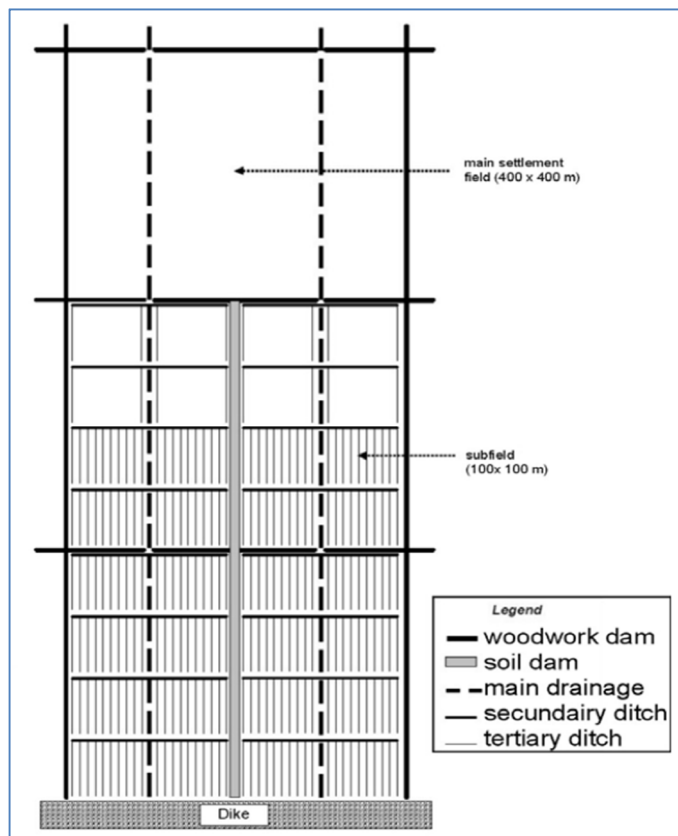 main settlement
field (400 x 400 m)
subfield
(100x 100 m)
Legend
woodwork dam
soil dam
main drainage
secundairy ditch
tertiary ditch
Dike